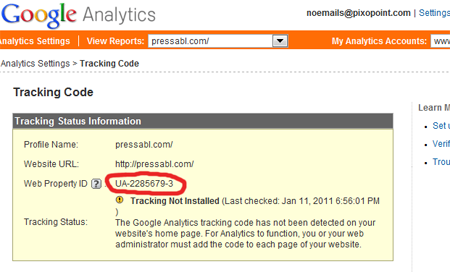 Google Analytics
noemails@pixopoint.com | Settings
Analytics Settings | View Reports: pressabl.com/ My Analytics Accounts: www
Analytics Settings > Tracking Code
Tracking Code
Learn M
Tracking Status Information
Set u
Profile Name: pressabl.com/
Verif
Website URL: http://pressabl.com/
Trou
Web Property ID ? UA-2285679-3
Tracking Not Installed (Last checked: Jan 11, 2011 6:56:01 PM
)
Tracking Status: The Google Analytics tracking code has not been detected on your
website's home page. For Analytics to function, you or your web
administrator must add the code to each page of your website.